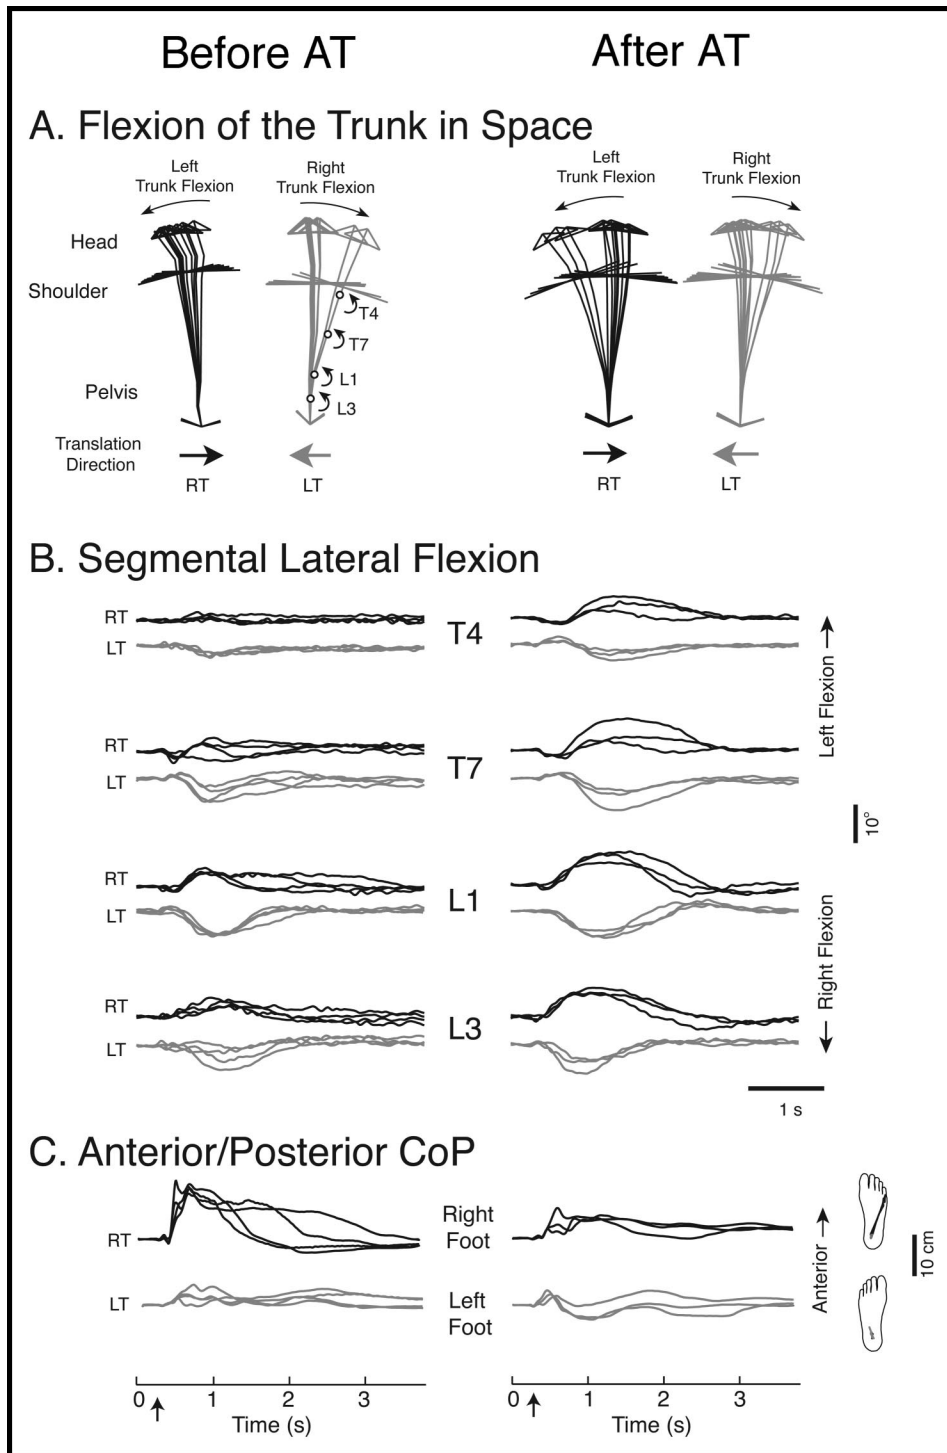 Before AT
After AT
A. Flexion of the Trunk in Space
Left
Trunk Flexion
Right
Trunk Flexion
Left
Trunk Flexion
Right
Trunk Flexion
Head
Shoulder
T4
T7
L1
L3
Pelvis
Translation
Direction
RT
LT
RT
LT
B. Segmental Lateral Flexion
RT
LT
T4
RT
LT
T7
RT
LT
L1
RT
LT
L3
Left Flexion
10°
Right Flexion
1 s
C. Anterior/Posterior CoP
RT
Right
Foot
LT
Left
Foot
Anterior
10 cm
0 1 2 3
Time (s)
0 1 2 3
Time (s)